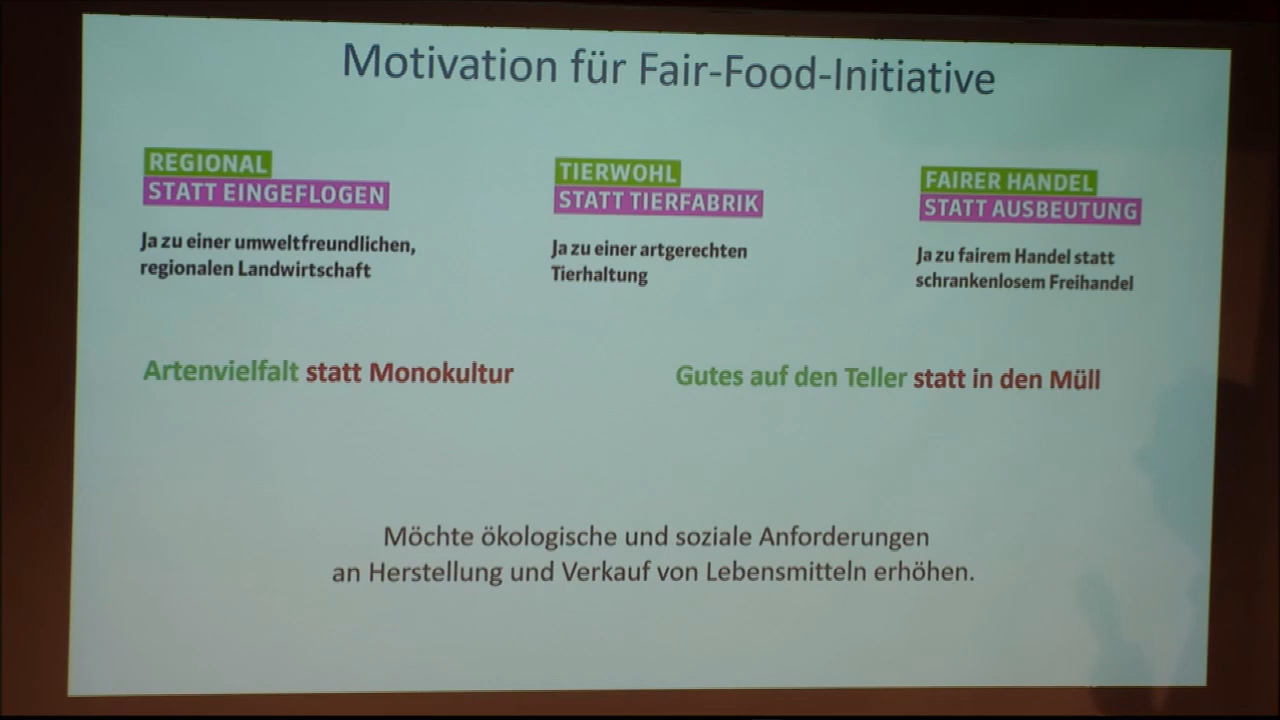 Motivation für Fair-Food-Initiative
REGIONAL
STATT EINGEFLOGEN
Ja zu einer umweltfreundlichen,
regionalen Landwirtschaft
TIERWOHL
STATT TIERFABRIK
Ja zu einer artgerechten
Tierhaltung
FAIRER HANDEL
STATT AUSBEUTUNG
Ja zu fairem Handel statt
schrankenlosem Freihandel
Artenvielfalt statt Monokultur
Gutes auf den Teller statt in den Müll
Möchte ökologische und soziale Anforderungen
an Herstellung und Verkauf von Lebensmitteln erhöhen.